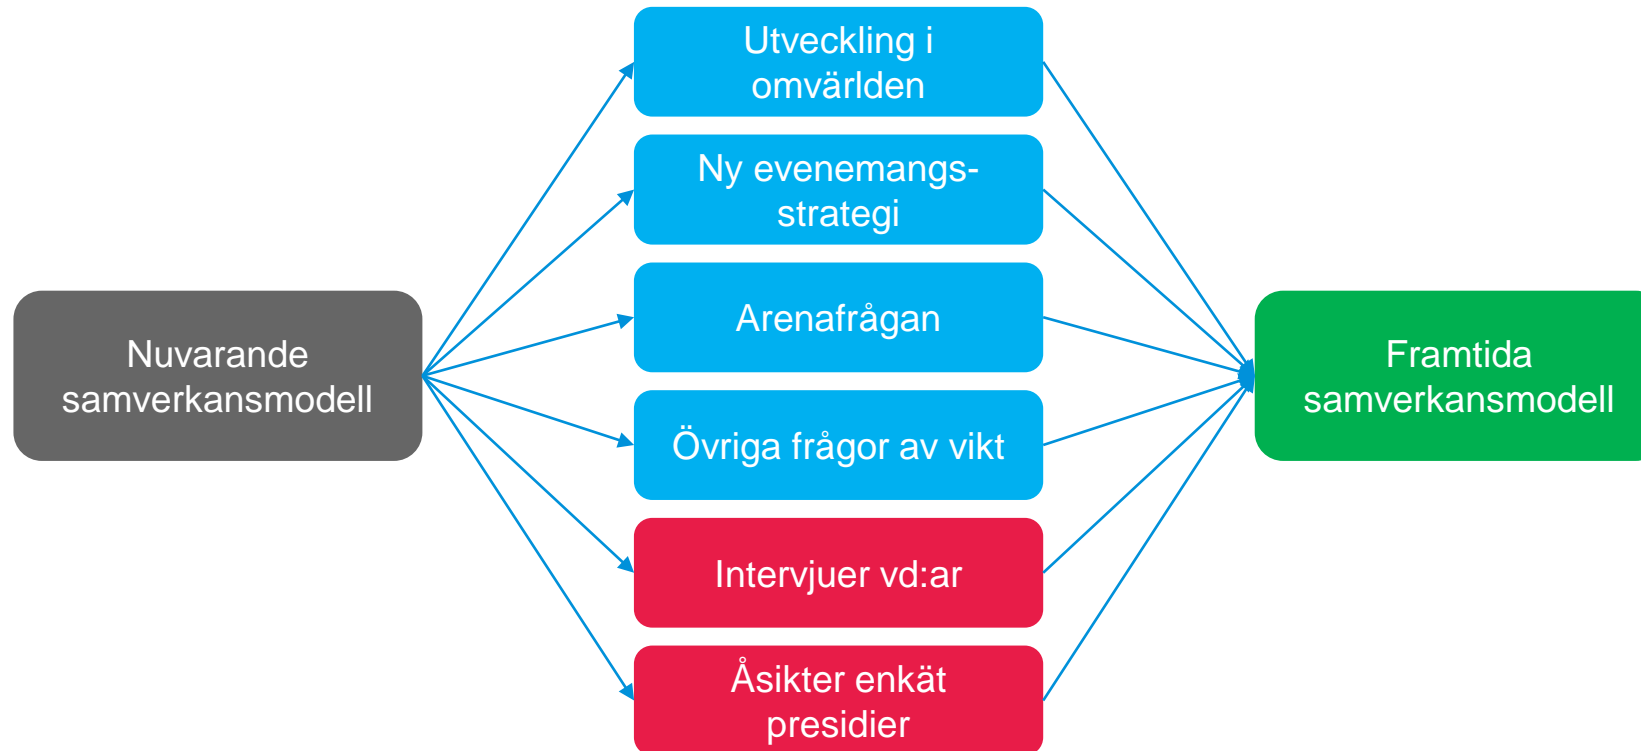 Nuvarande
samverkansmodell
Utveckling i
omvärlden
Ny evenemangs-
strategi
Arenafrågan
Övriga frågor av vikt
Intervjuer vd:ar
Åsikter enkät
presidier
Framtida
samverkansmodell